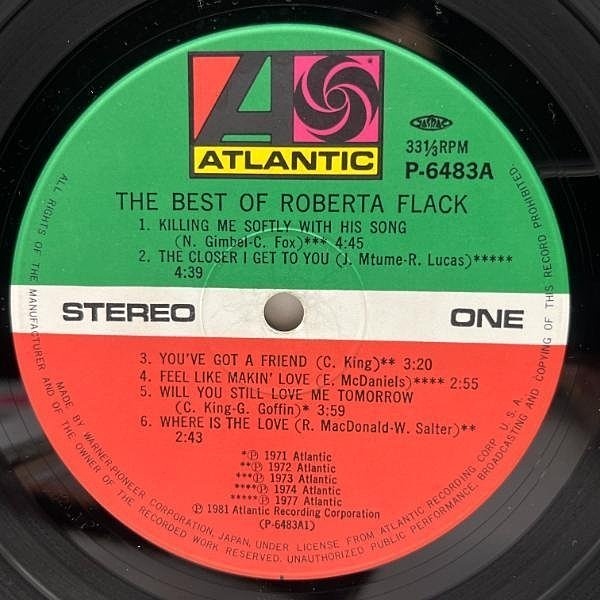 ATLANTIC
JASRAC
33⅓RPM
P-6483A
THE BEST OF ROBERTA FLACK
1. KILLING ME SOFTLY WITH HIS SONG
(N. Gimbel-C. Fox)*** 4:45
2. THE CLOSER I GET TO YOU (J. Mtume-R. Lucas)*****
4:39
STEREO
ONE
3. YOU'VE GOT A FRIEND (C. King)** 3:20
4. FEEL LIKE MAKIN' LOVE (E. McDaniels)**** 2:55
5. WILL YOU STILL LOVE ME TOMORROW
(C. King-G. Goffin)* 3:59
6. WHERE IS THE LOVE (R. MacDonald-W. Salter)**
2:43
*Ⓟ 1971 Atlantic
**Ⓟ 1972 Atlantic
***Ⓟ 1973 Atlantic
****Ⓟ 1974 Atlantic
*****Ⓟ 1977 Atlantic
Ⓟ 1981 Atlantic Recording Corporation
(P-6483A1)
MADE BY WARNER-PIONEER CORPORATION, JAPAN, UNDER LICENSE FROM ATLANTIC RECORDING CORP. U.S.A.
ALL RIGHTS OF THE MANUFACTURER AND OF THE OWNER OF THE RECORDED WORK RESERVED. UNAUTHORIZED PUBLIC PERFORMANCE, BROADCASTING AND COPYING OF THIS RECORD PROHIBITED.